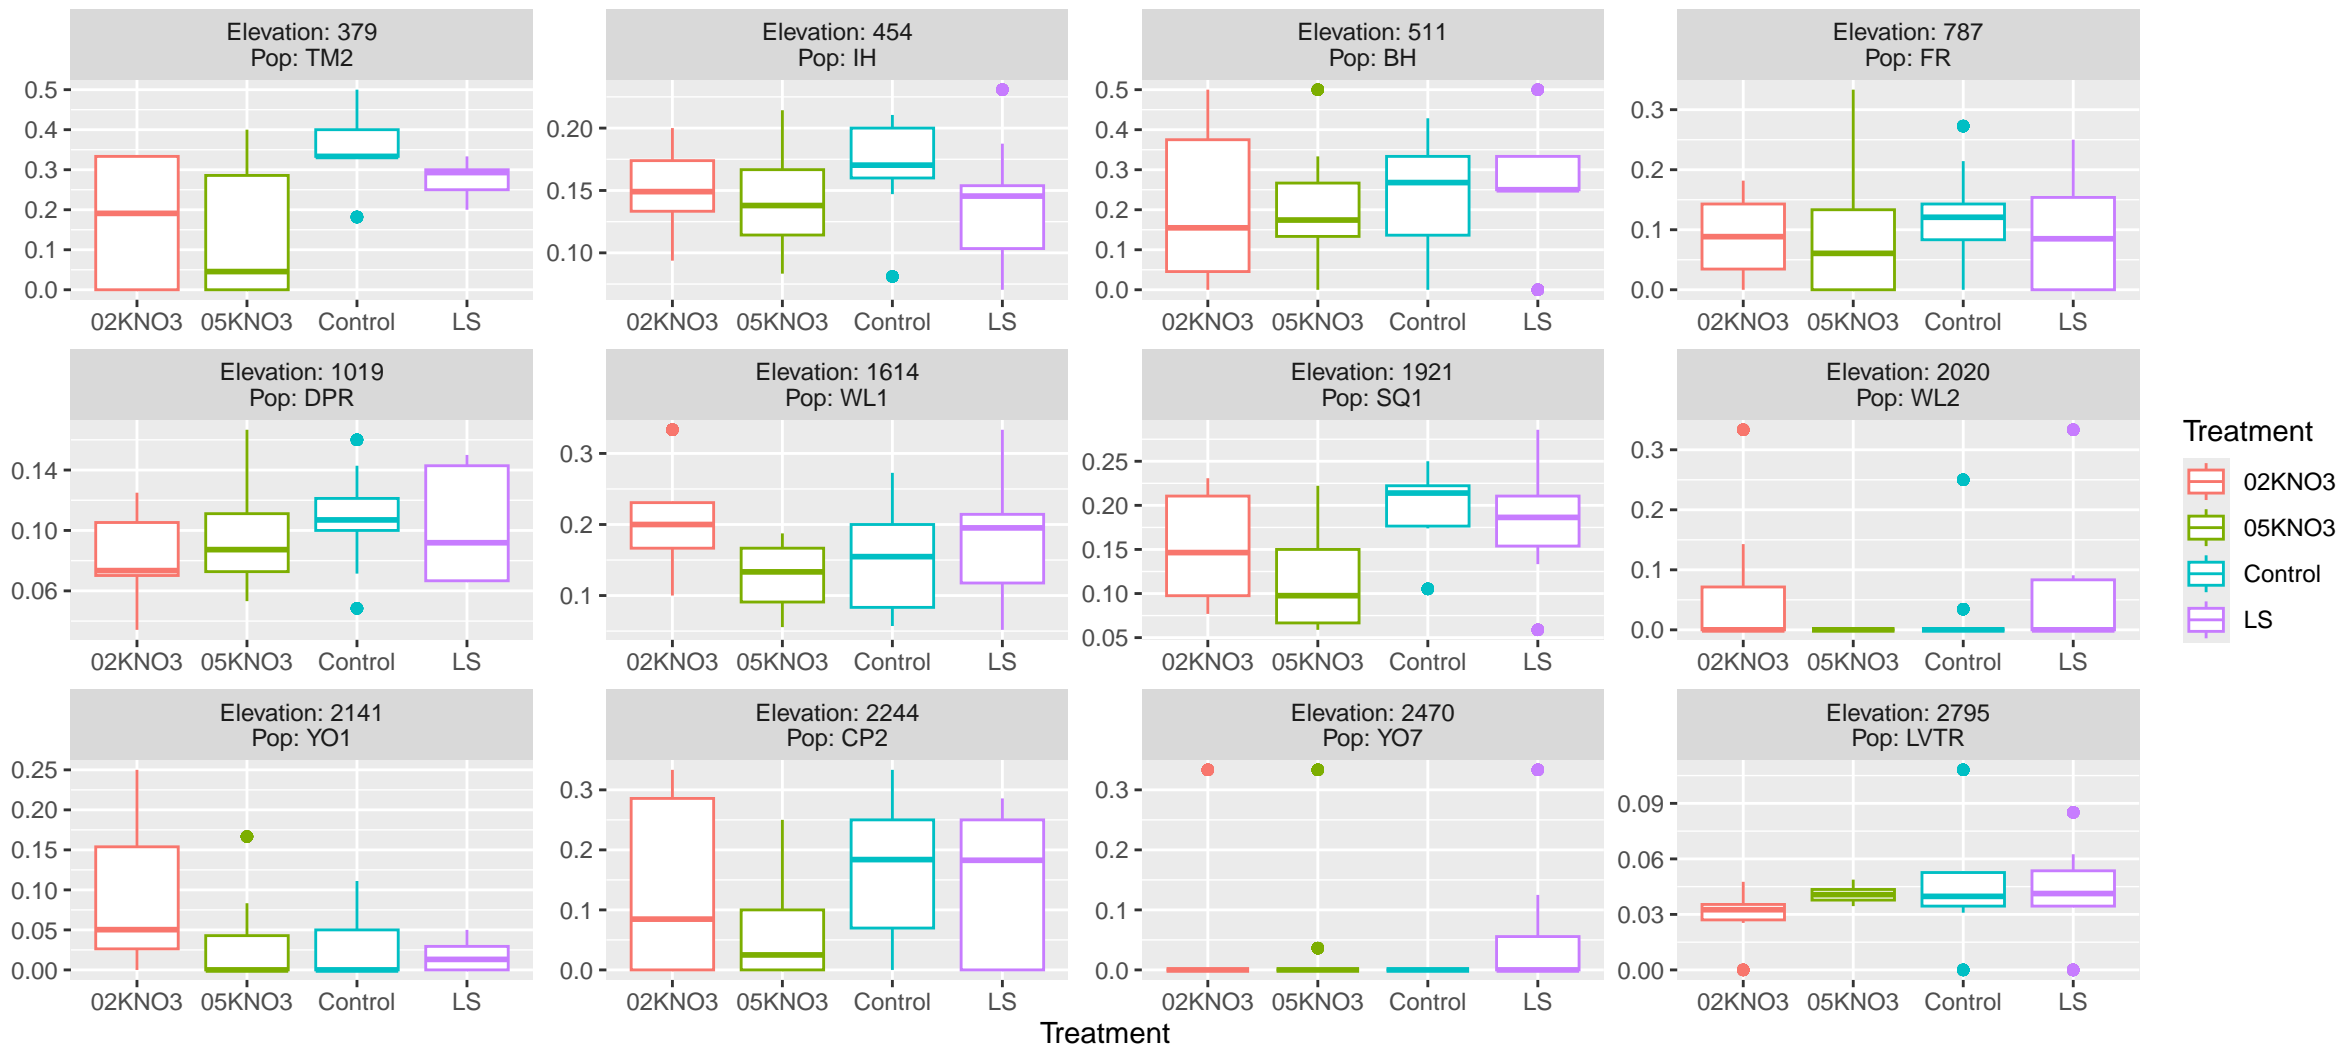 Elevation: 379
Pop: TM2
0.5
0.4
0.3
0.2
0.1
0.0
02KNO3 05KNO3 Control LS
Elevation: 454
Pop: IH
0.20
0.15
0.10
02KNO3 05KNO3 Control LS
Elevation: 511
Pop: BH
0.5
0.4
0.3
0.2
0.1
0.0
02KNO3 05KNO3 Control LS
Elevation: 787
Pop: FR
0.3
0.2
0.1
0.0
02KNO3 05KNO3 Control LS
Elevation: 1019
Pop: DPR
0.14
0.10
0.06
02KNO3 05KNO3 Control LS
Elevation: 1614
Pop: WL1
0.3
0.2
0.1
02KNO3 05KNO3 Control LS
Elevation: 1921
Pop: SQ1
0.25
0.20
0.15
0.10
0.05
02KNO3 05KNO3 Control LS
Elevation: 2020
Pop: WL2
0.3
0.2
0.1
0.0
02KNO3 05KNO3 Control LS
Elevation: 2141
Pop: YO1
0.25
0.20
0.15
0.10
0.05
0.00
02KNO3 05KNO3 Control LS
Elevation: 2244
Pop: CP2
0.3
0.2
0.1
0.0
02KNO3 05KNO3 Control LS
Elevation: 2470
Pop: YO7
0.3
0.2
0.1
0.0
02KNO3 05KNO3 Control LS
Elevation: 2795
Pop: LVTR
0.09
0.06
0.03
0.00
02KNO3 05KNO3 Control LS
Treatment
Treatment
02KNO3
05KNO3
Control
LS